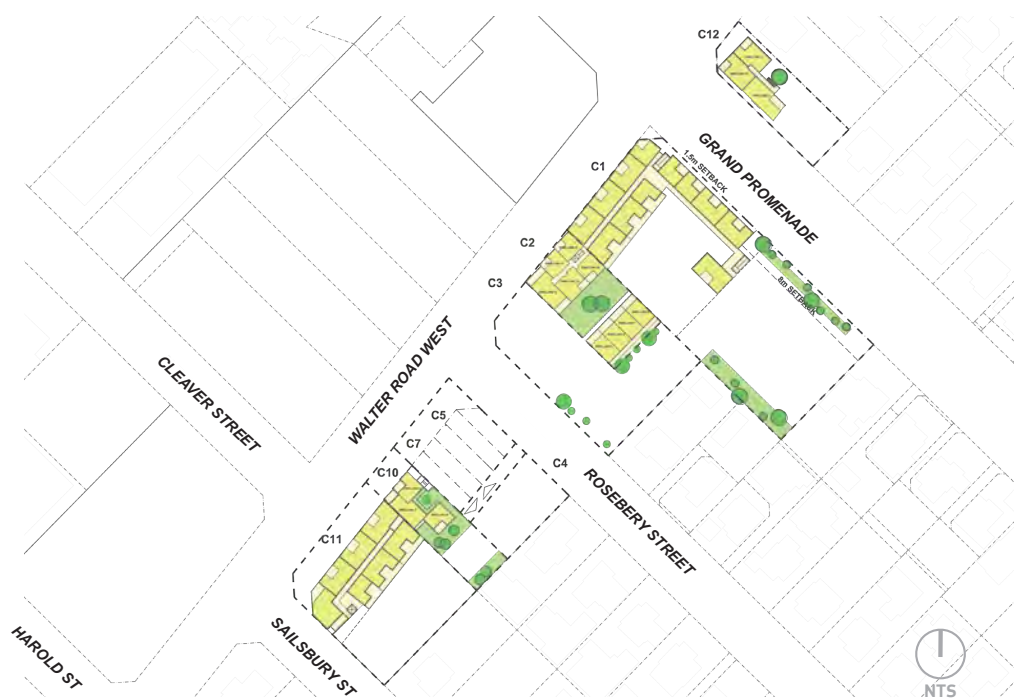 C12
GRAND PROMENADE
1.5m SETBACK
C1
C2
C3
8m SETBACK
WALTER ROAD WEST
CLEAVER STREET
C5
C7
C10
C4
ROSEBERY STREET
C11
HAROLD ST
SAILSBURY ST
NTS